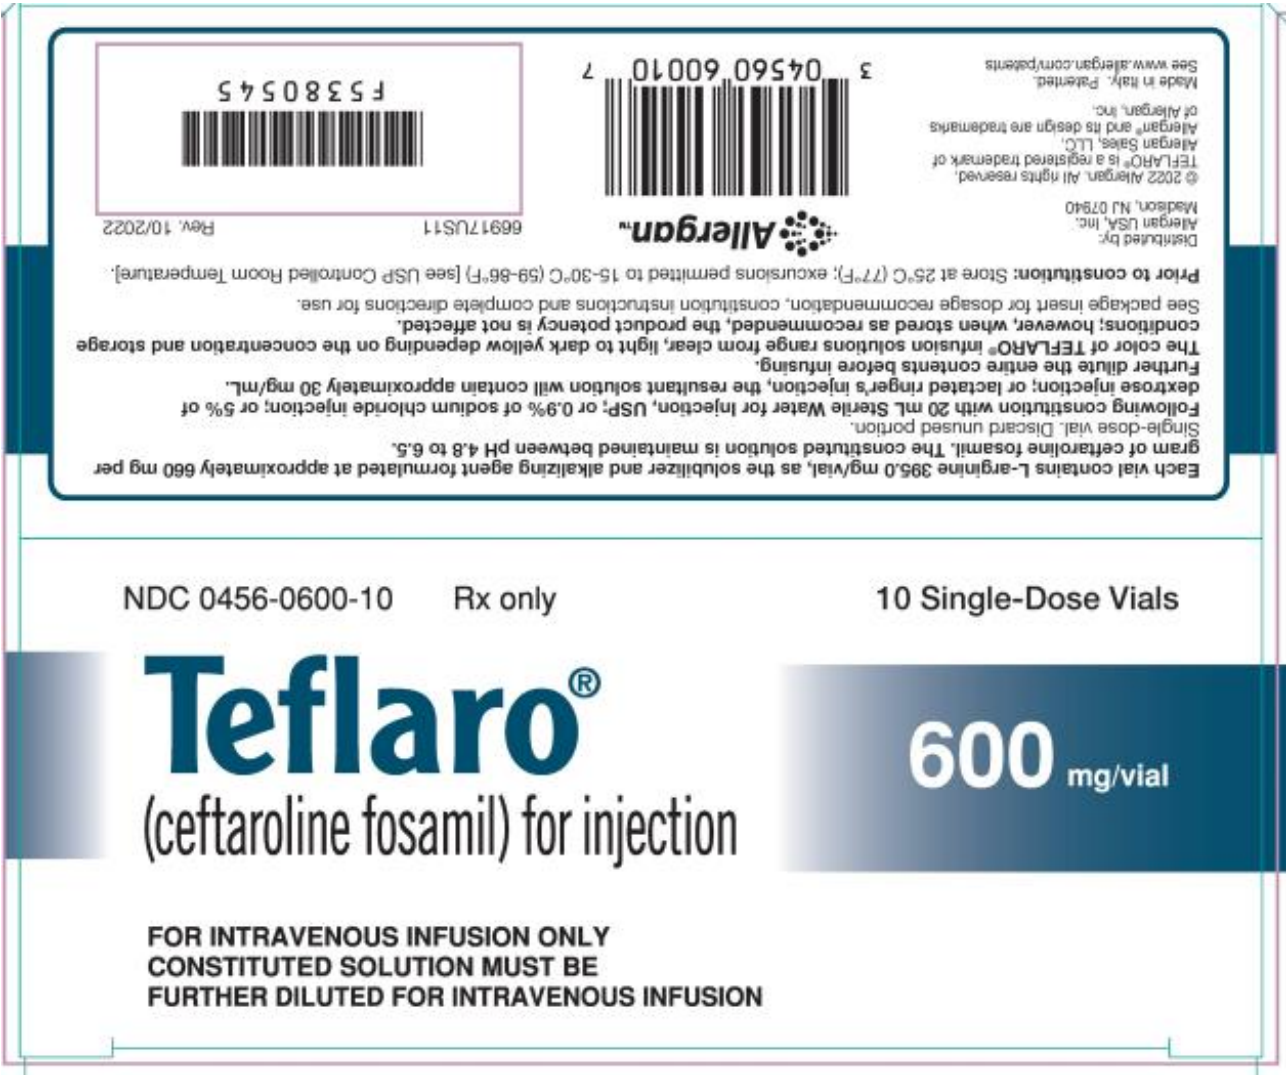 Each vial contains L-arginine 395.0 mg/vial, as the solubilizer and alkalizing agent formulated at approximately 660 mg per
gram of ceftaroline fosamil. The constituted solution is maintained between pH 4.8 to 6.5.
Single-dose vial. Discard unused portion.
Following constitution with 20 mL Sterile Water for Injection, USP; or 0.9% of sodium chloride injection; or 5% of
dextrose injection; or lactated ringer's injection, the resultant solution will contain approximately 30 mg/mL.
Further dilute the entire contents before infusing.
The color of TEFLARO® infusion solutions range from clear, light to dark yellow depending on the concentration and storage
conditions; however, when stored as recommended, the product potency is not affected.
See package insert for dosage recommendation, constitution instructions and complete directions for use.
Prior to constitution: Store at 25°C (77°F); excursions permitted to 15-30°C (59-86°F) [see USP Controlled Room Temperature].
Distributed by:
Allergan USA, Inc.
Madison, NJ 07940
© 2022 Allergan. All rights reserved.
TEFLARO® is a registered trademark of
Allergan Sales, LLC.
Allergan® and its design are trademarks
of Allergan, Inc.
Made in Italy. Patented.
See www.allergan.com/patents
Allergan™
3 04560 60010 7
66917US11 Rev. 10/2022
F5380545
NDC 0456-0600-10 Rx only 10 Single-Dose Vials
Teflaro®
600 mg/vial
(ceftaroline fosamil) for injection
FOR INTRAVENOUS INFUSION ONLY
CONSTITUTED SOLUTION MUST BE
FURTHER DILUTED FOR INTRAVENOUS INFUSION